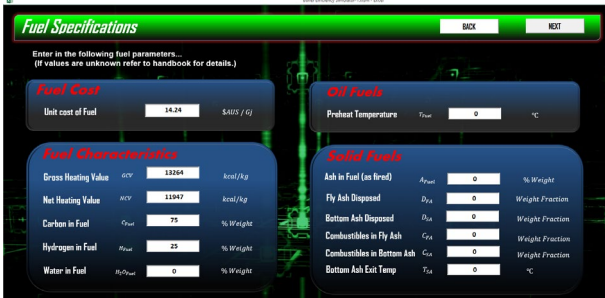 Fuel Specifications
BACK
NEXT
Enter in the following fuel parameters...
(If values are unknown refer to handbook for details.)
Fuel Cost
Unit cost of Fuel 14.24 $AUS / Gj
Oil Fuels
Preheat Temperature T_Fuel 0 °C
Fuel Characteristics
Gross Heating Value GCV 13264 kcal/kg
Net Heating Value NCV 11947 kcal/kg
Carbon in Fuel C_Fuel 75 % Weight
Hydrogen in Fuel H_Fuel 25 % Weight
Water in Fuel H₂O_Fuel 0 % Weight
Solid Fuels
Ash in Fuel (as fired) A_Fuel 0 % Weight
Fly Ash Disposed D_FA 0 Weight Fraction
Bottom Ash Disposed D_SA 0 Weight Fraction
Combustibles in Fly Ash C_FA 0 Weight Fraction
Combustibles in Bottom Ash C_SA 0 Weight Fraction
Bottom Ash Exit Temp T_SA 0 °C